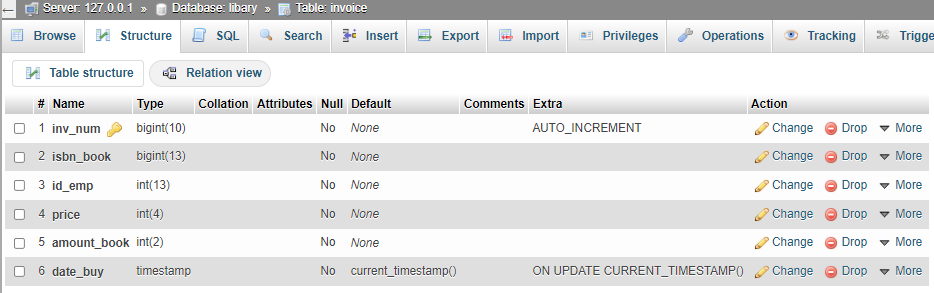 ← Server: 127.0.0.1 » Database: libary » Table: invoice
Browse Structure SQL Search Insert Export Import Privileges Operations Tracking Trigge
Table structure Relation view
# Name Type Collation Attributes Null Default Comments Extra Action
1 inv_num bigint(10) No None AUTO_INCREMENT Change Drop More
2 isbn_book bigint(13) No None Change Drop More
3 id_emp int(13) No None Change Drop More
4 price int(4) No None Change Drop More
5 amount_book int(2) No None Change Drop More
6 date_buy timestamp No current_timestamp() ON UPDATE CURRENT_TIMESTAMP() Change Drop More